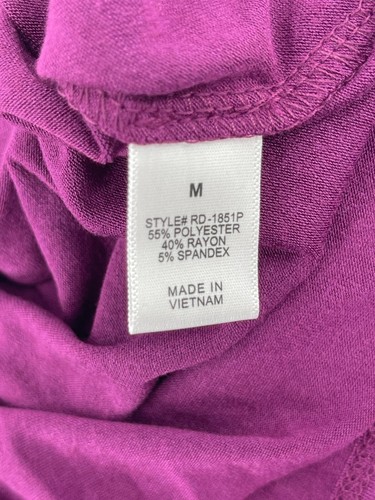 M
STYLE# RD-1851P
55% POLYESTER
40% RAYON
5% SPANDEX
MADE IN
VIETNAM